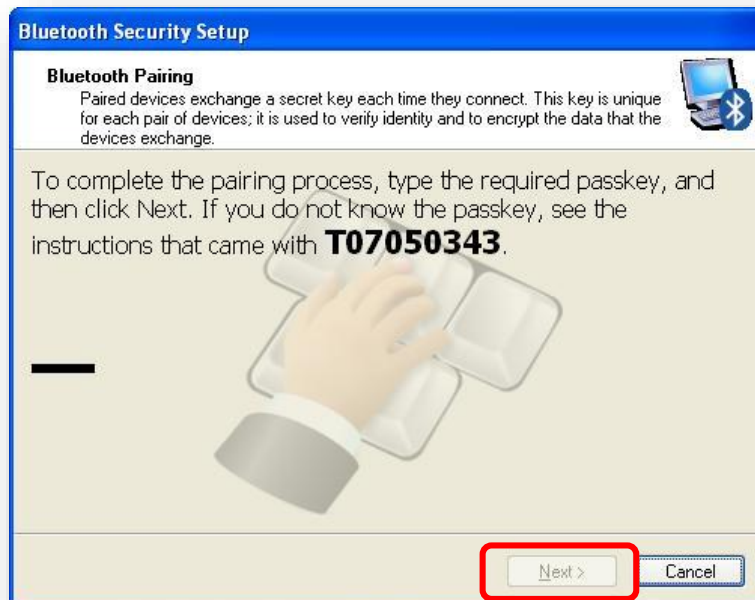 Bluetooth Security Setup
Bluetooth Pairing
Paired devices exchange a secret key each time they connect. This key is unique
for each pair of devices; it is used to verify identity and to encrypt the data that the
devices exchange.
To complete the pairing process, type the required passkey, and
then click Next. If you do not know the passkey, see the
instructions that came with T07050343.
Next > Cancel